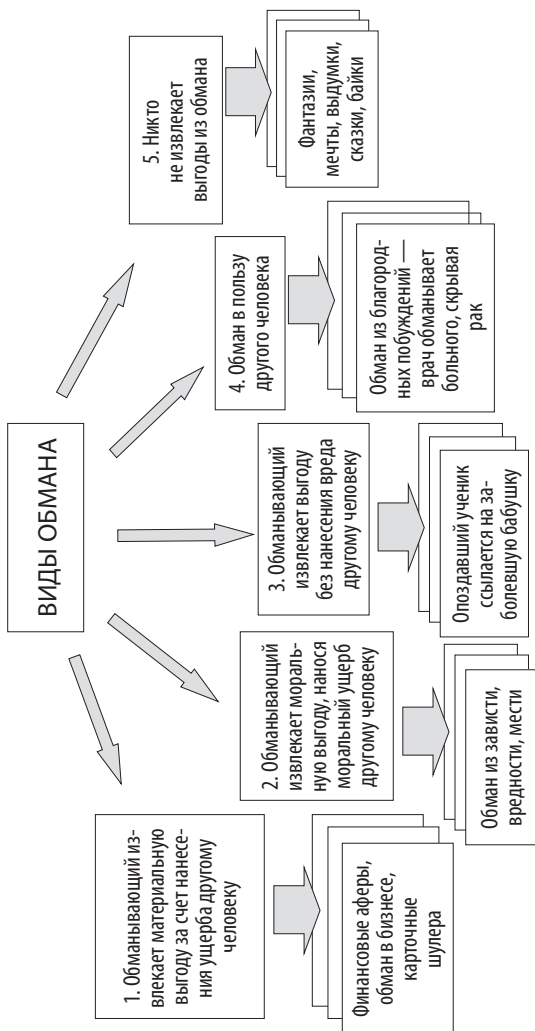 ВИДЫ ОБМАНА
1. Обманывающий из-
влекает материальную
выгоду за счет нанесе-
ния ущерба другому
человеку
Финансовые аферы,
обман в бизнесе,
карточные
шулера
2. Обманывающий
извлекает мораль-
ную выгоду, нанося
моральный ущерб
другому человеку
Обман из зависти,
вредности, мести
3. Обманывающий
извлекает выгоду
без нанесения вреда
другому человеку
Опоздавший ученик
ссылается на за-
болевшую бабушку
4. Обман в пользу
другого человека
Обман из благород-
ных побуждений —
врач обманывает
больного, скрывая
рак
5. Никто
не извлекает
выгоды из обмана
Фантазии,
мечты, выдумки,
сказки, байки